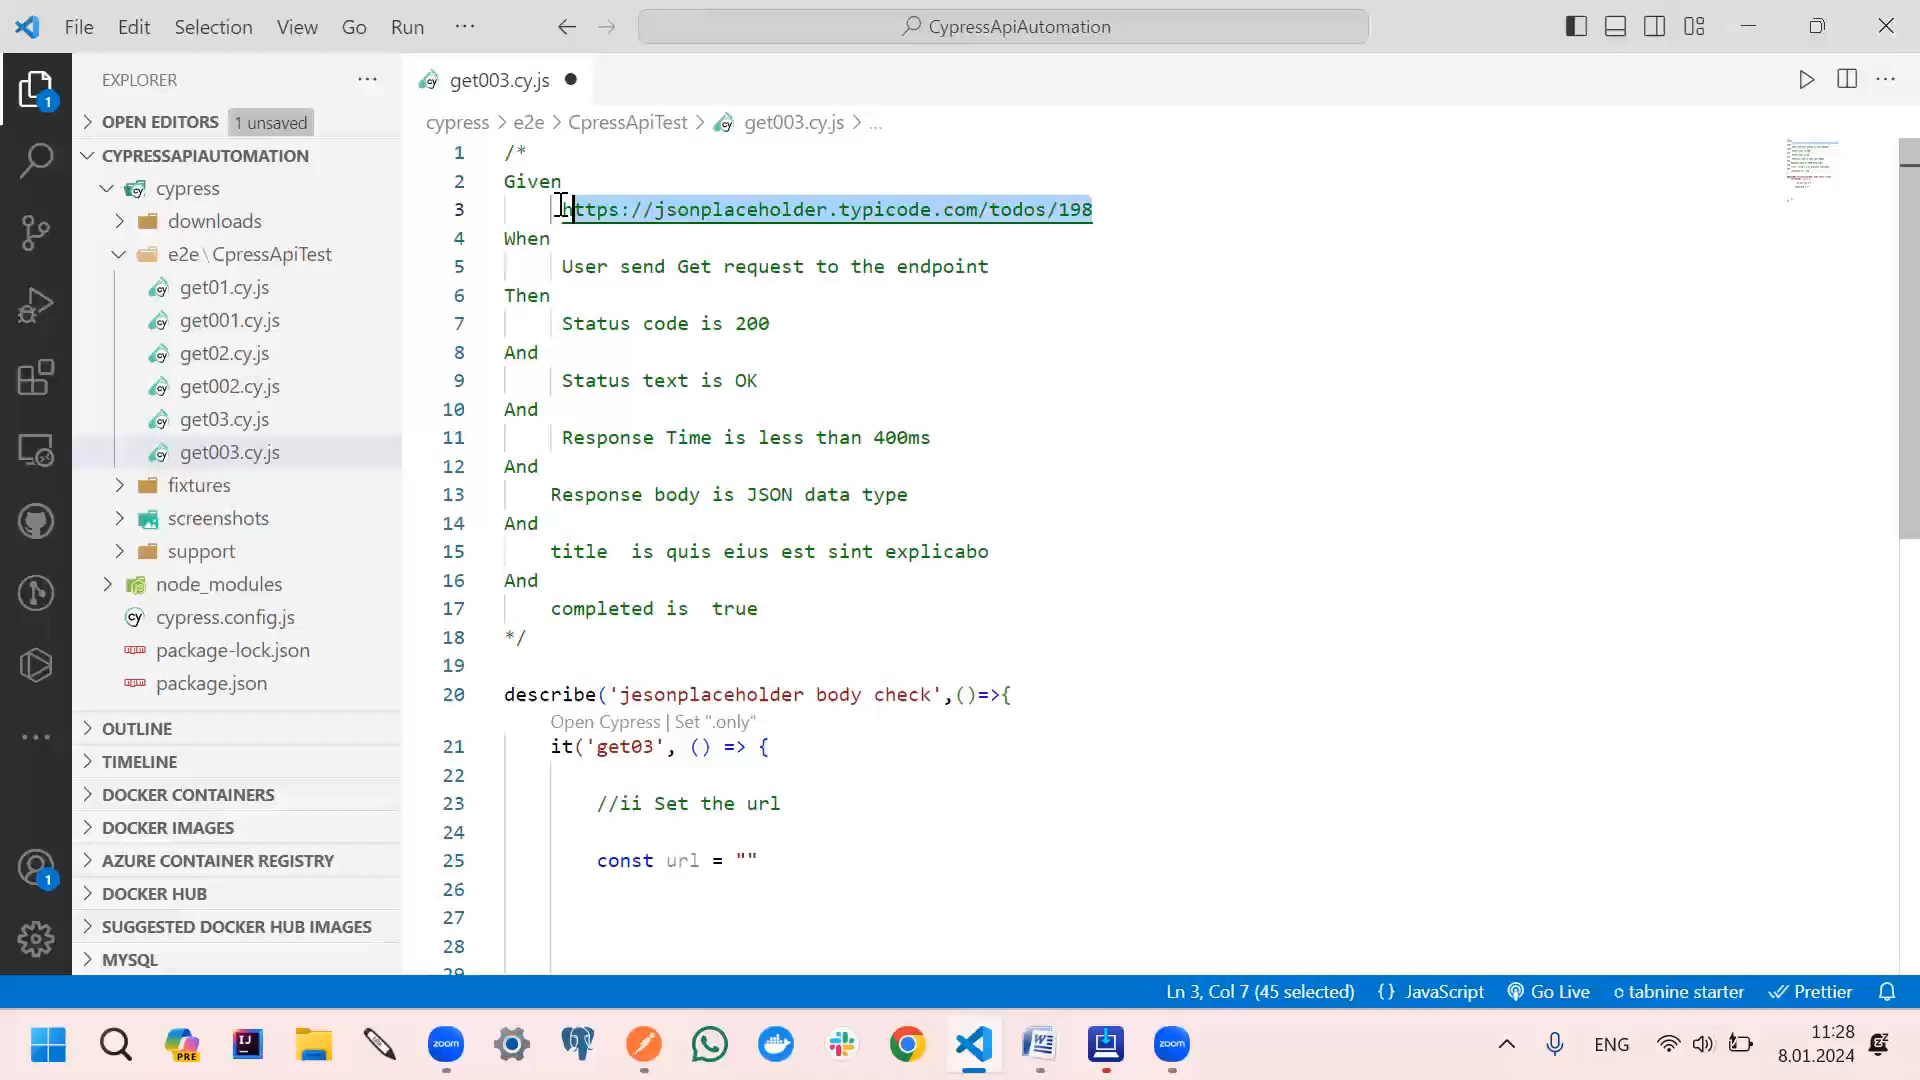 File Edit Selection View Go Run ··· CypressApiAutomation
EXPLORER ···
OPEN EDITORS 1 unsaved
CYPRESSAPIAUTOMATION
cypress
downloads
e2e \ CpressApiTest
get01.cy.js
get001.cy.js
get02.cy.js
get002.cy.js
get03.cy.js
get003.cy.js
fixtures
screenshots
support
node_modules
cypress.config.js
package-lock.json
package.json
OUTLINE
TIMELINE
DOCKER CONTAINERS
DOCKER IMAGES
AZURE CONTAINER REGISTRY
DOCKER HUB
SUGGESTED DOCKER HUB IMAGES
MYSQL
1
1
get003.cy.js
cypress > e2e > CpressApiTest > get003.cy.js > ...
1 /*
2 Given
3 https://jsonplaceholder.typicode.com/todos/198
4 When
5 User send Get request to the endpoint
6 Then
7 Status code is 200
8 And
9 Status text is OK
10 And
11 Response Time is less than 400ms
12 And
13 Response body is JSON data type
14 And
15 title  is quis eius est sint explicabo
16 And
17 completed is  true
18 */
19
20 describe('jesonplaceholder body check',()=>{
Open Cypress | Set ".only"
21 it('get03', () => {
22
23 //ii Set the url
24
25 const url = ""
26
27
28
29
Ln 3, Col 7 (45 selected) {} JavaScript Go Live tabnine starter Prettier
PRE IJ zoom zoom
ENG
11:28
8.01.2024